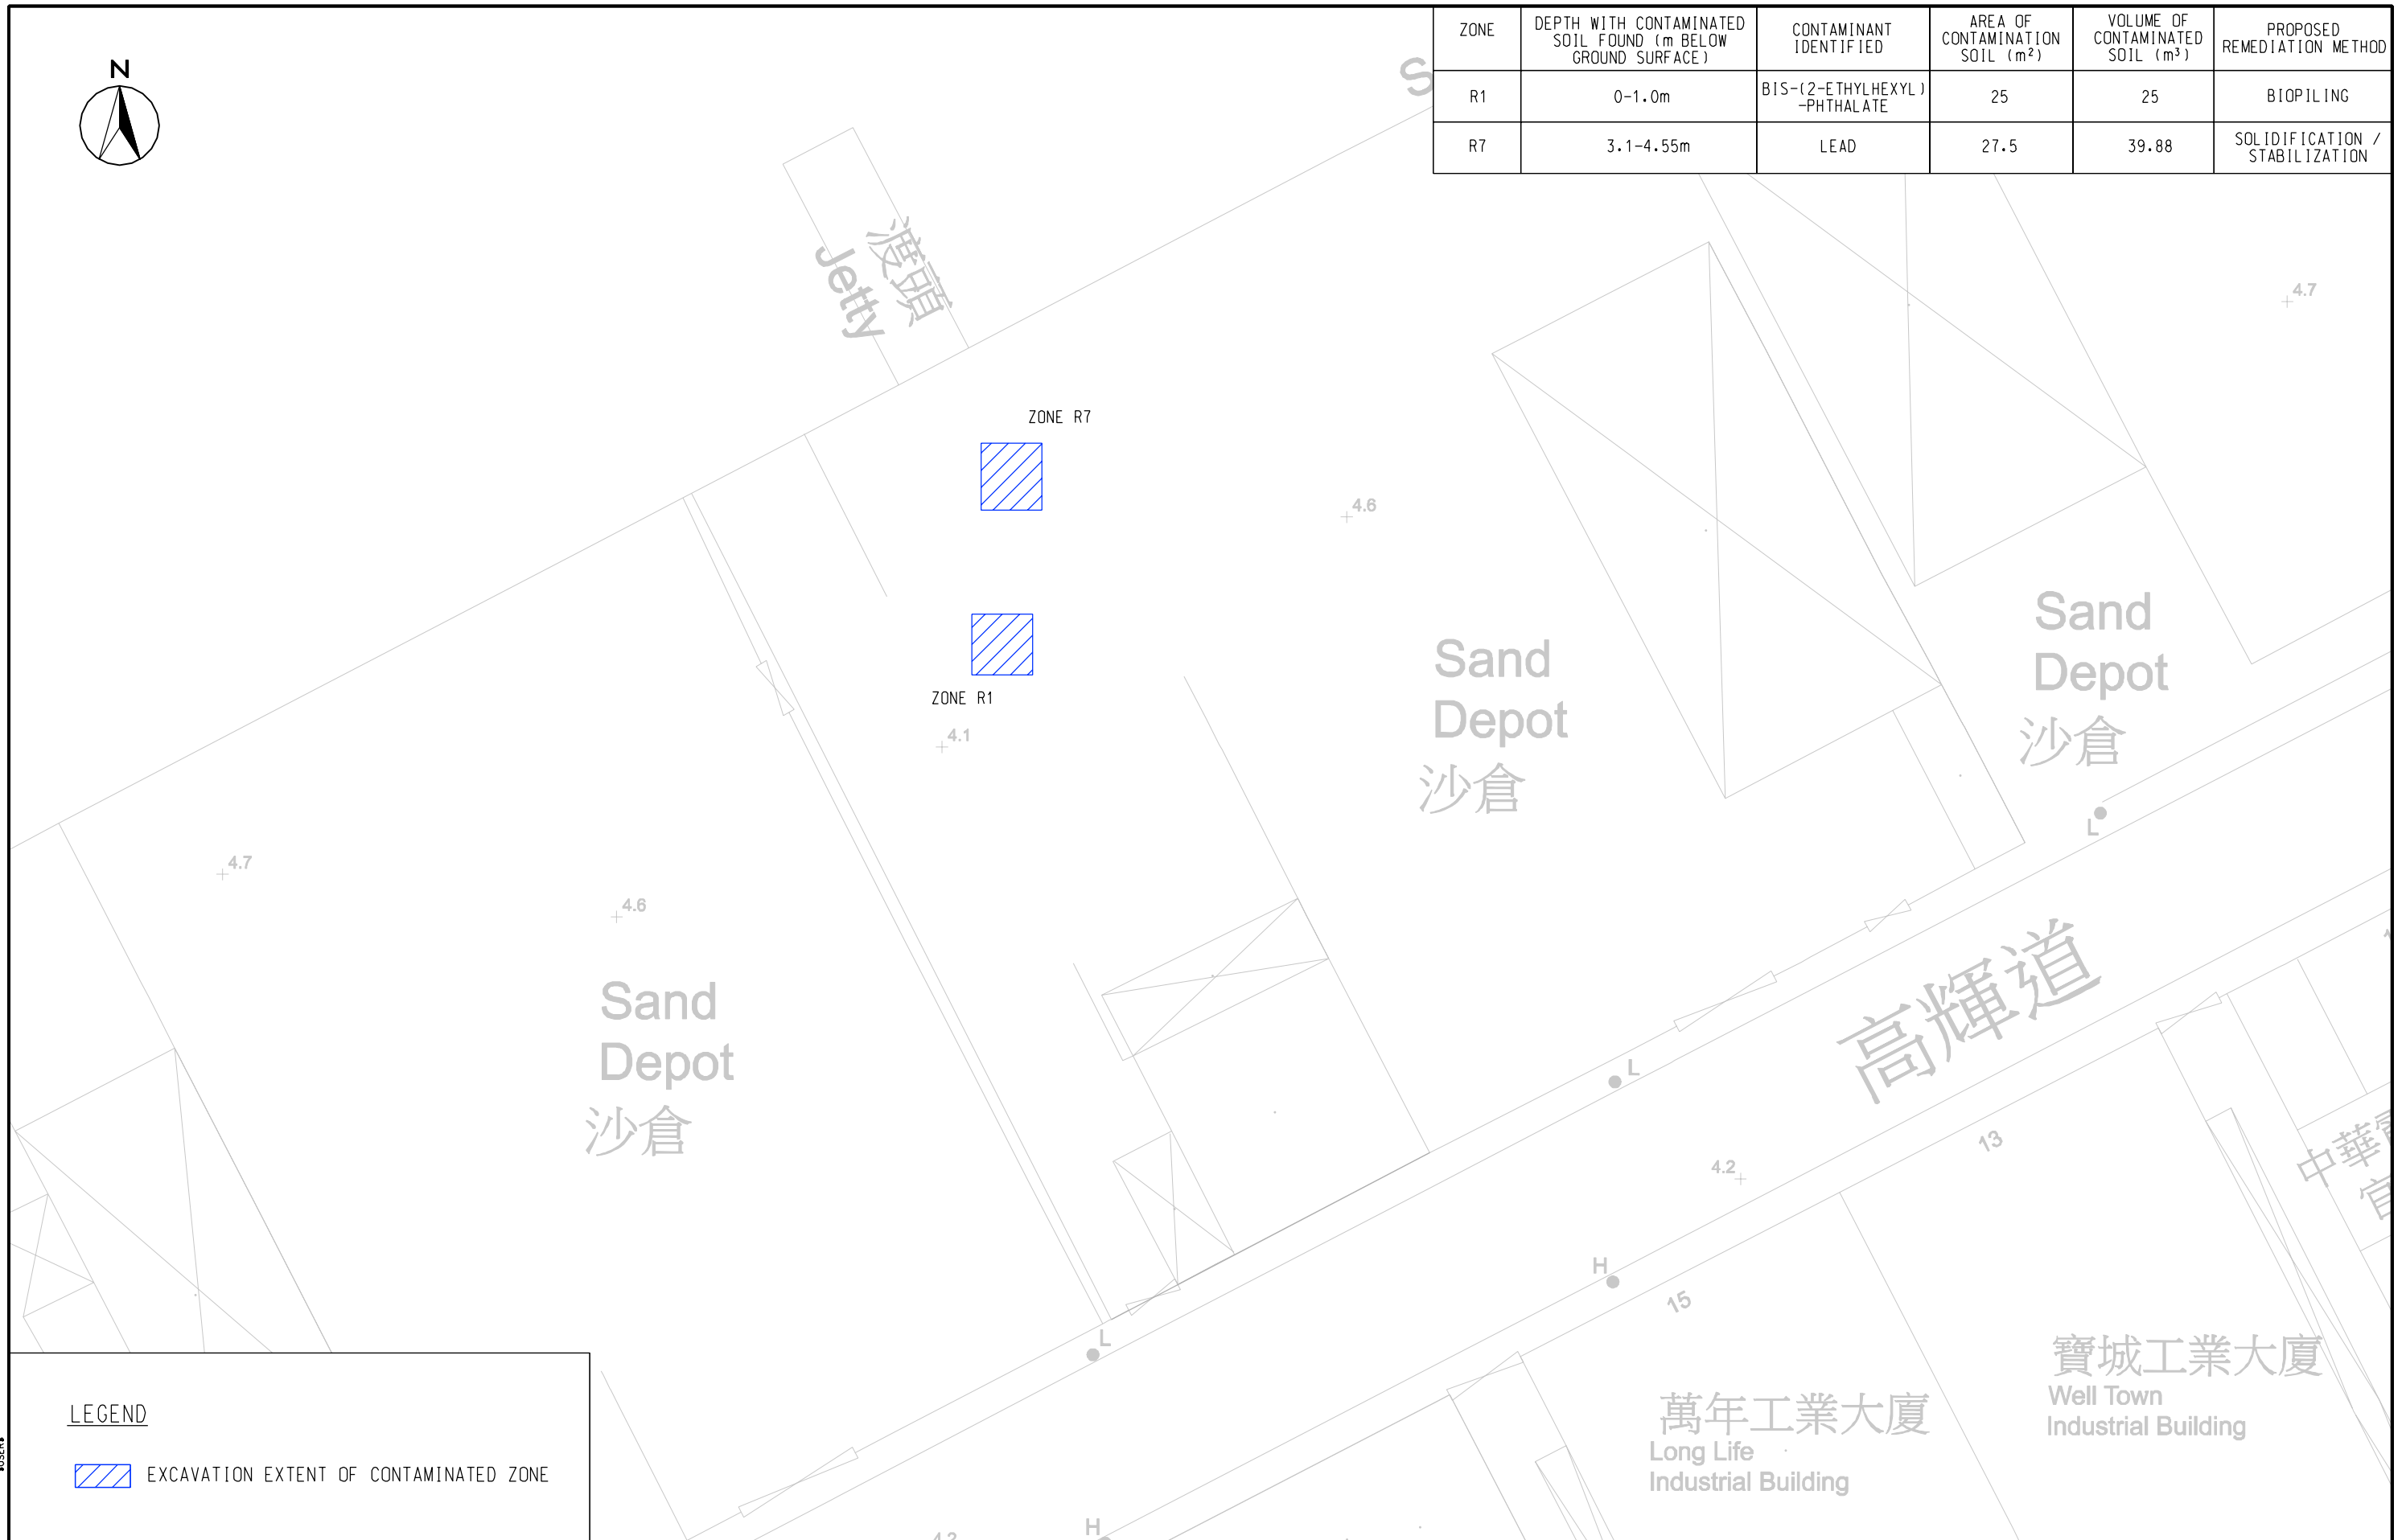 N
ZONE
DEPTH WITH CONTAMINATED
SOIL FOUND (m BELOW
GROUND SURFACE)
CONTAMINANT
IDENTIFIED
AREA OF
CONTAMINATION
SOIL (m²)
VOLUME OF
CONTAMINATED
SOIL (m³)
PROPOSED
REMEDIATION METHOD
R1
0-1.0m
BIS-(2-ETHYLHEXYL)
-PHTHALATE
25
25
BIOPILING
R7
3.1-4.55m
LEAD
27.5
39.88
SOLIDIFICATION /
STABILIZATION
S
渡頭
Jetty
4.7
ZONE R7
4.6
ZONE R1
4.1
Sand
Depot
沙倉
Sand
Depot
沙倉
L
4.7
4.6
Sand
Depot
沙倉
高輝道
L
13
4.2
中華
H
15
L
寶城工業大廈
Well Town
Industrial Building
萬年工業大廈
Long Life
Industrial Building
LEGEND
EXCAVATION EXTENT OF CONTAMINATED ZONE
H
4.2